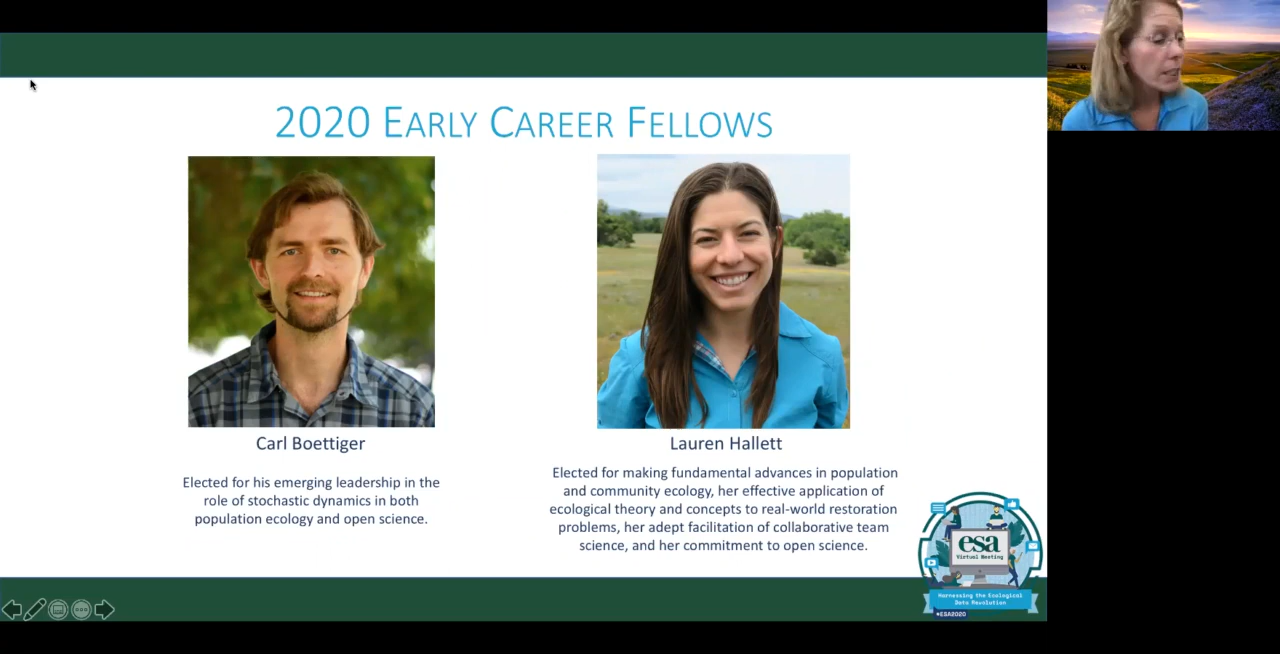 2020 EARLY CAREER FELLOWS
Carl Boettiger
Elected for his emerging leadership in the
role of stochastic dynamics in both
population ecology and open science.
Lauren Hallett
Elected for making fundamental advances in population
and community ecology, her effective application of
ecological theory and concepts to real-world restoration
problems, her adept facilitation of collaborative team
science, and her commitment to open science.
esa
Virtual Meeting
Harnessing the Ecological
Data Revolution
#ESA2020